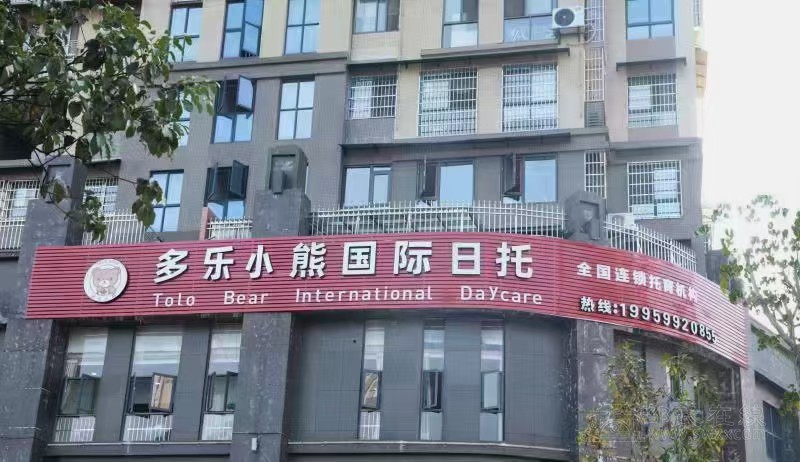 多乐小熊国际日托
Tolo Bear International Daycare
全国连锁托育机构
热线:19959920855